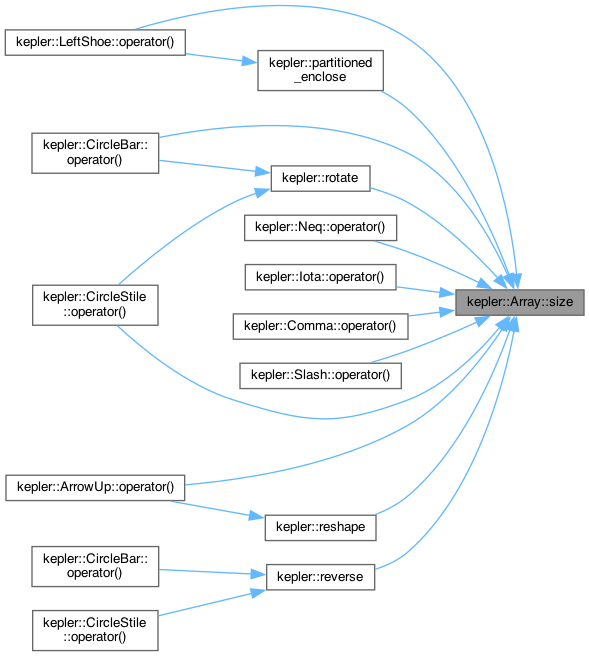 kepler::LeftShoe::operator()
kepler::partitioned
_enclose
kepler::CircleBar::
operator()
kepler::rotate
kepler::Neq::operator()
kepler::Iota::operator()
kepler::CircleStile
::operator()
kepler::Array::size
kepler::Comma::operator()
kepler::Slash::operator()
kepler::ArrowUp::operator()
kepler::reshape
kepler::CircleBar::
operator()
kepler::reverse
kepler::CircleStile
::operator()